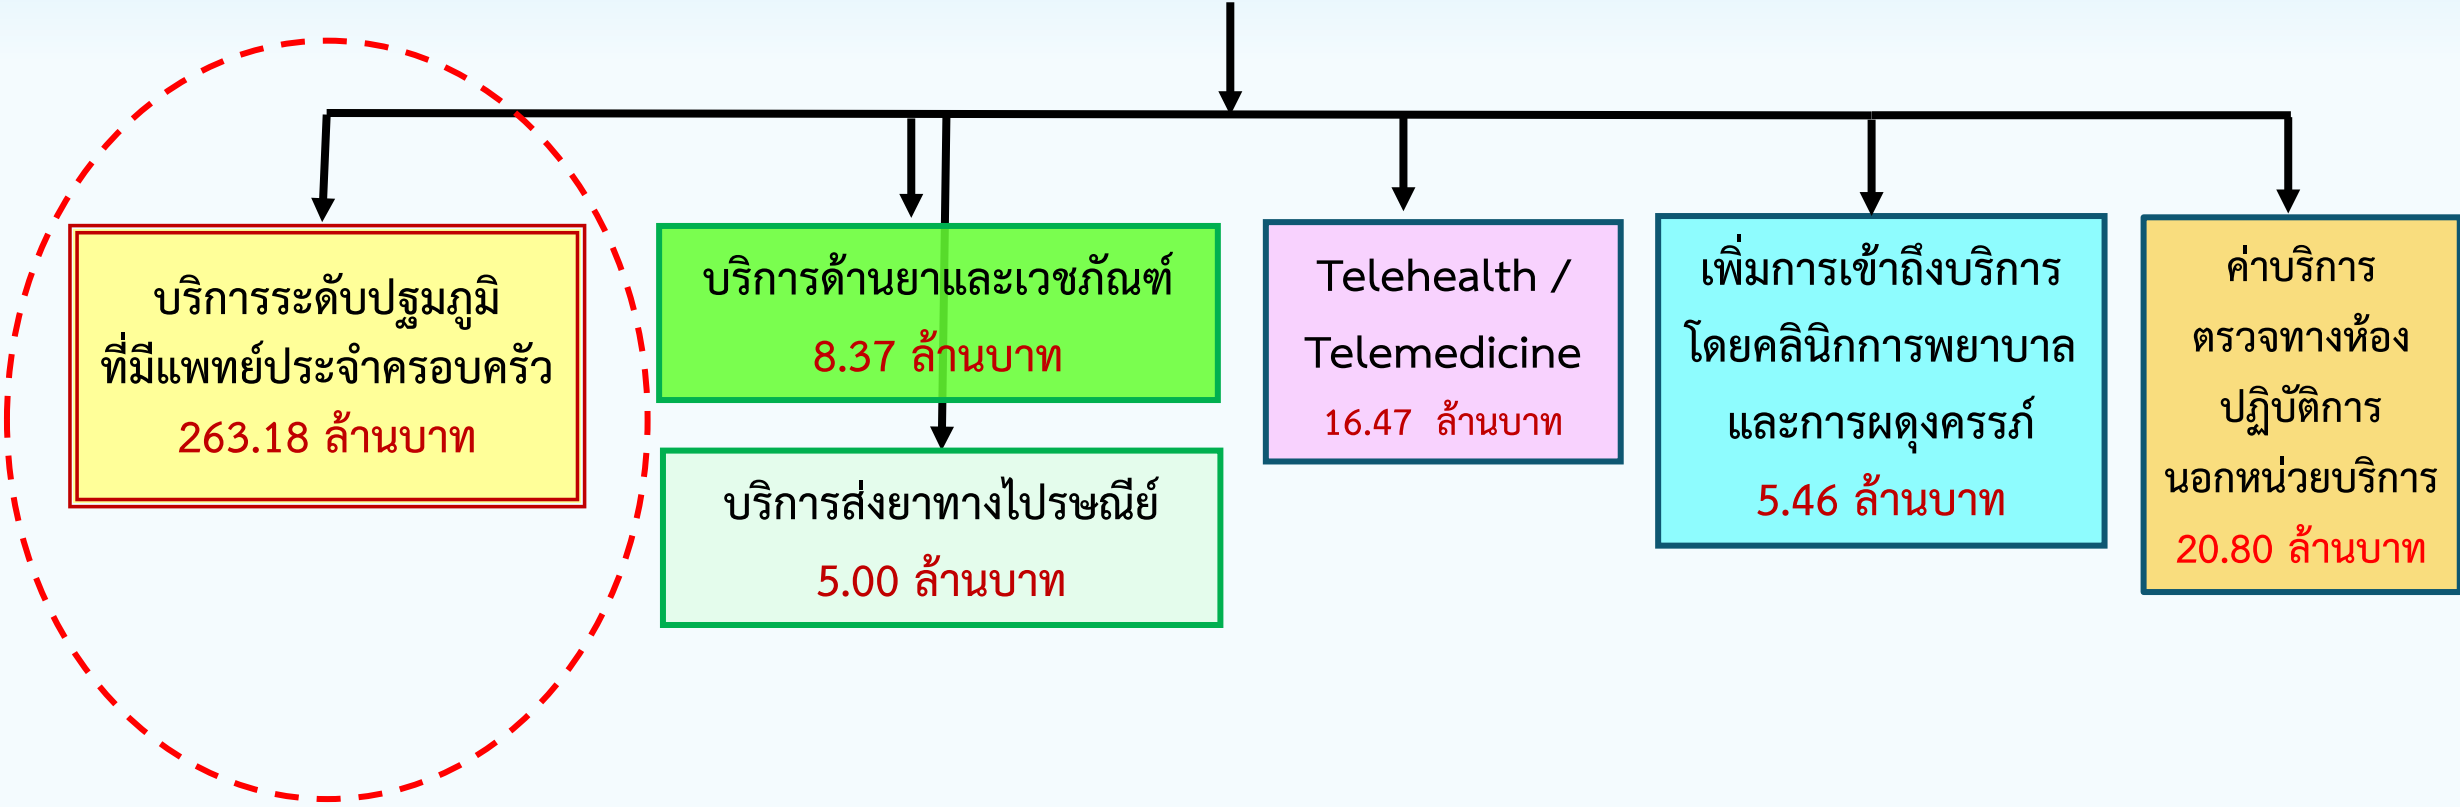 บริการระดับปฐมภูมิ
ที่มีแพทย์ประจำครอบครัว
263.18 ล้านบาท
บริการด้านยาและเวชภัณฑ์
8.37 ล้านบาท
บริการส่งยาทางไปรษณีย์
5.00 ล้านบาท
Telehealth /
Telemedicine
16.47 ล้านบาท
เพิ่มการเข้าถึงบริการ
โดยคลินิกการพยาบาล
และการผดุงครรภ์
5.46 ล้านบาท
ค่าบริการ
ตรวจทางห้อง
ปฏิบัติการ
นอกหน่วยบริการ
20.80 ล้านบาท